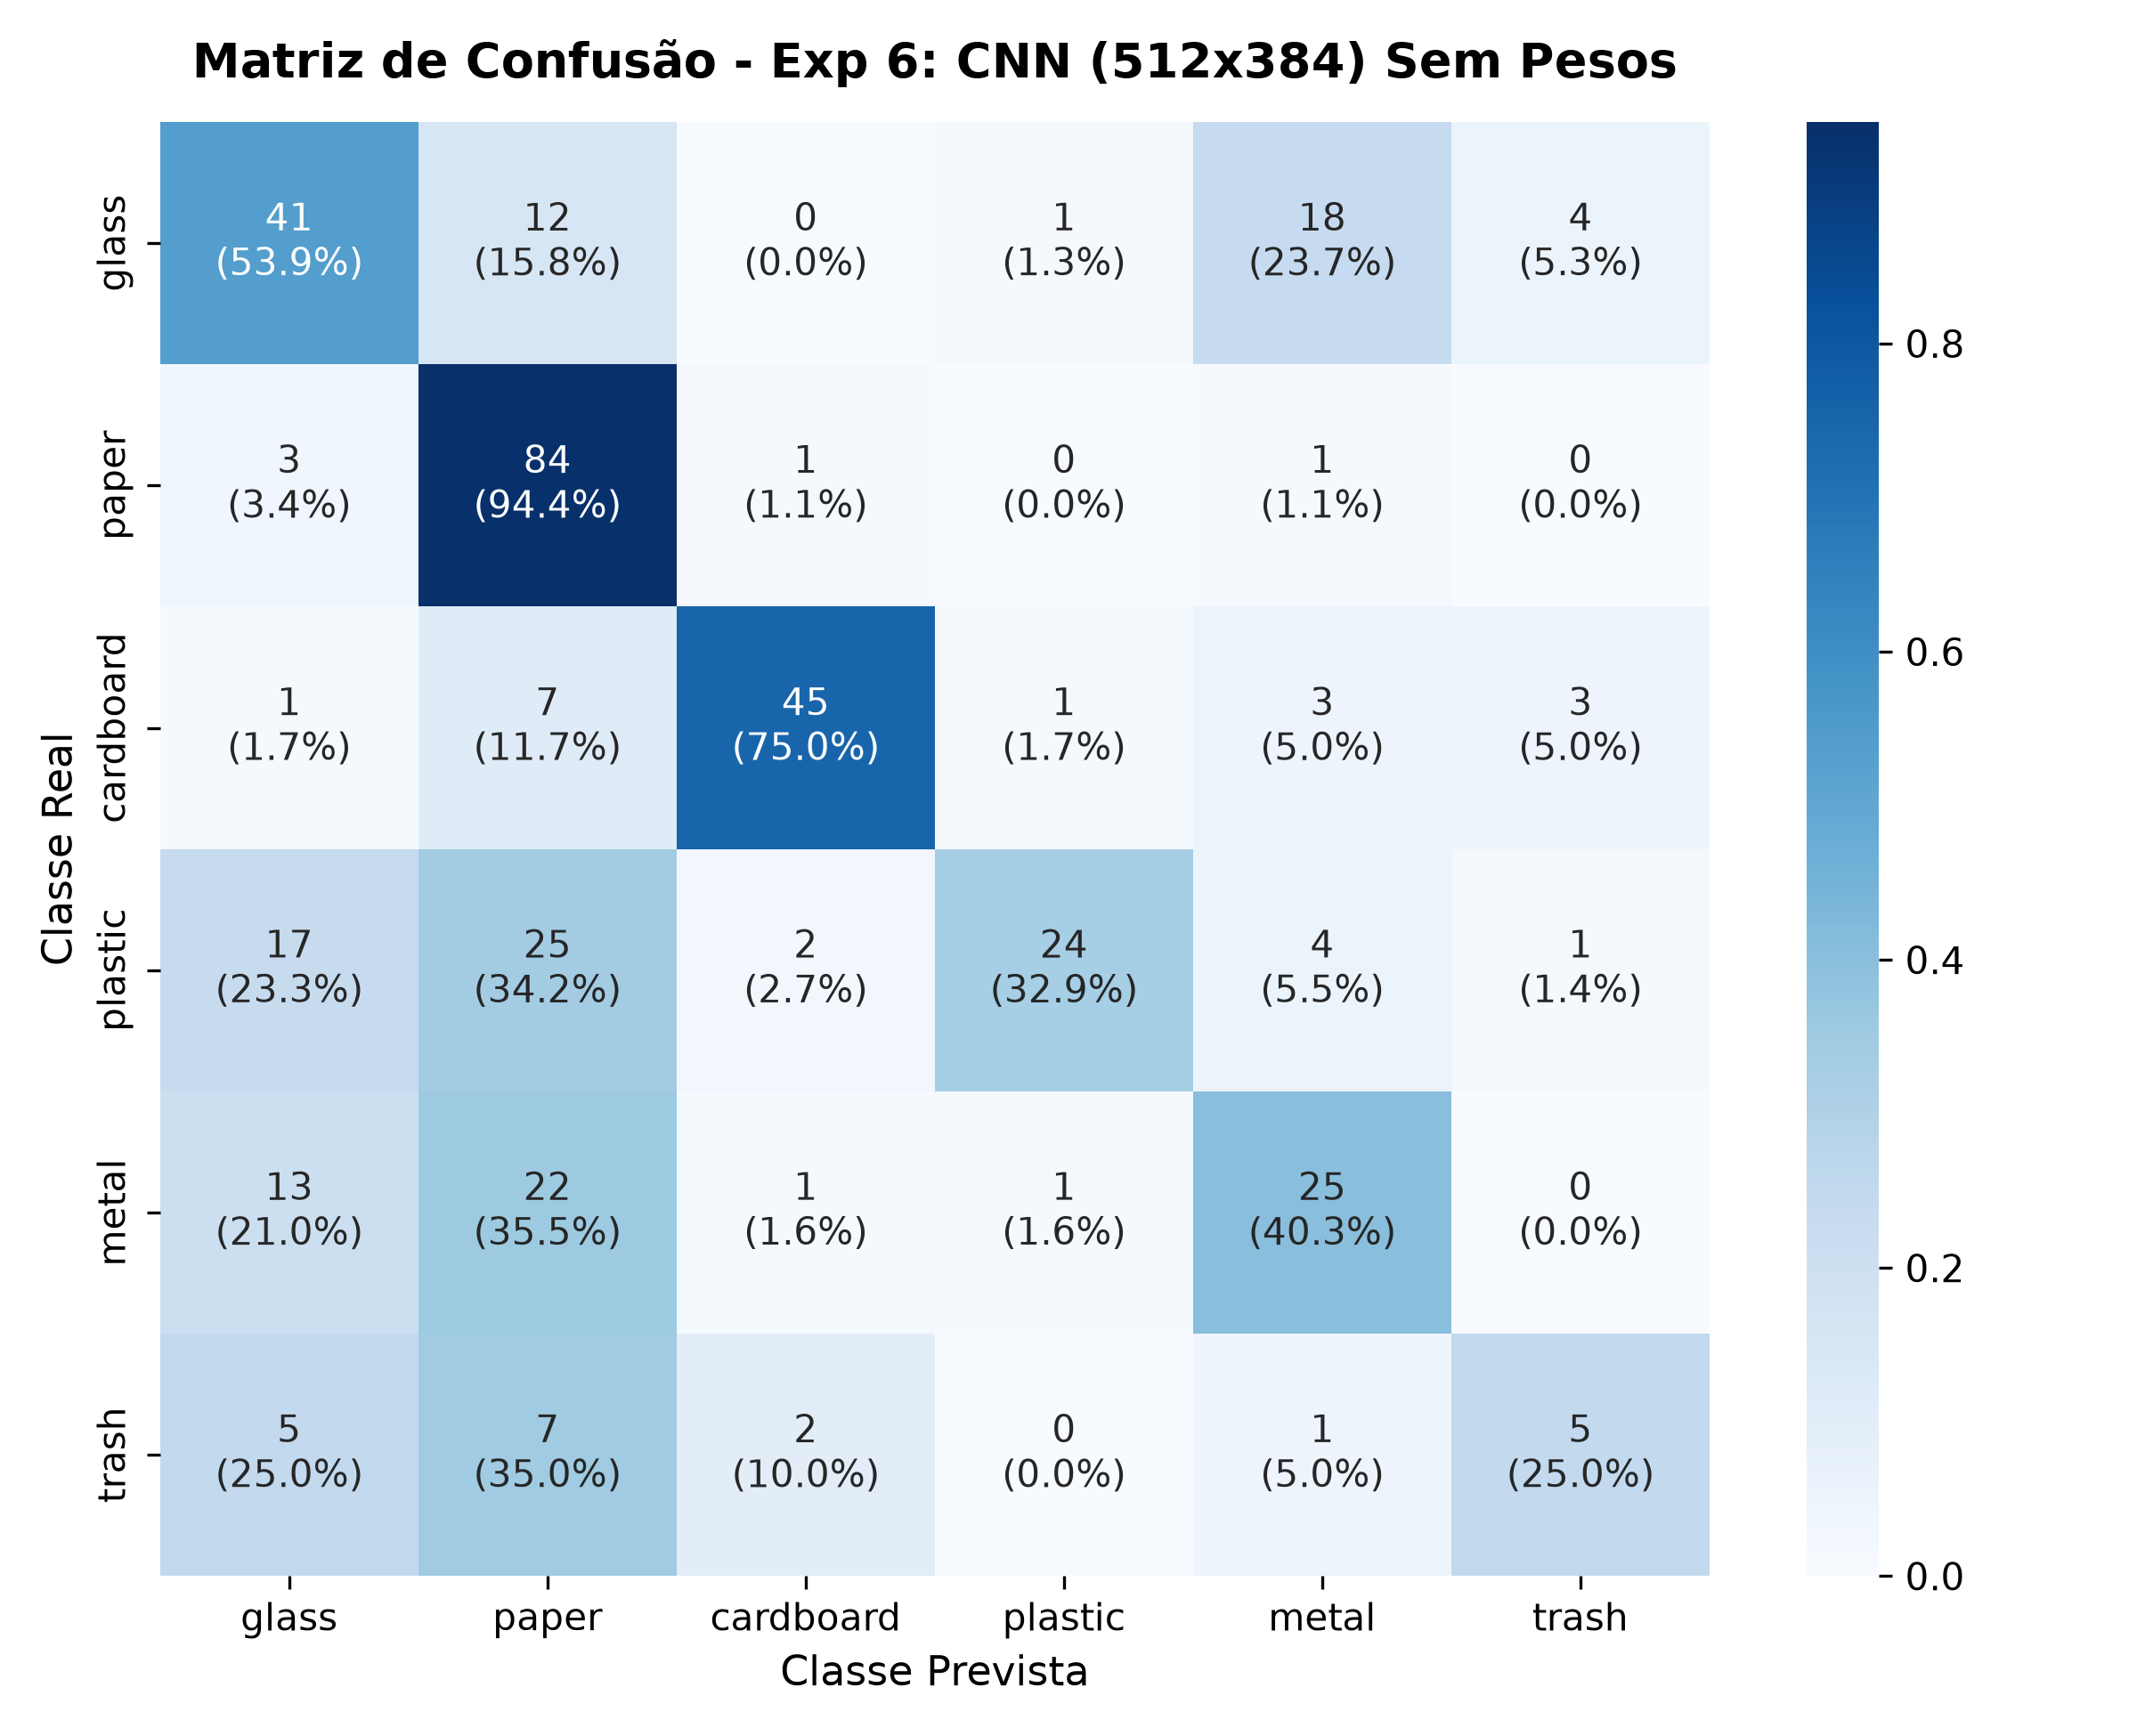 Matriz de Confusão - Exp 6: CNN (512x384) Sem Pesos
Classe Real
glass
41 12 0 1 18 4
(53.9%) (15.8%) (0.0%) (1.3%) (23.7%) (5.3%)
paper
3 84 1 0 1 0
(3.4%) (94.4%) (1.1%) (0.0%) (1.1%) (0.0%)
cardboard
1 7 45 1 3 3
(1.7%) (11.7%) (75.0%) (1.7%) (5.0%) (5.0%)
plastic
17 25 2 24 4 1
(23.3%) (34.2%) (2.7%) (32.9%) (5.5%) (1.4%)
metal
13 22 1 1 25 0
(21.0%) (35.5%) (1.6%) (1.6%) (40.3%) (0.0%)
trash
5 7 2 0 1 5
(25.0%) (35.0%) (10.0%) (0.0%) (5.0%) (25.0%)
glass paper cardboard plastic metal trash
Classe Prevista
0.8
0.6
0.4
0.2
0.0